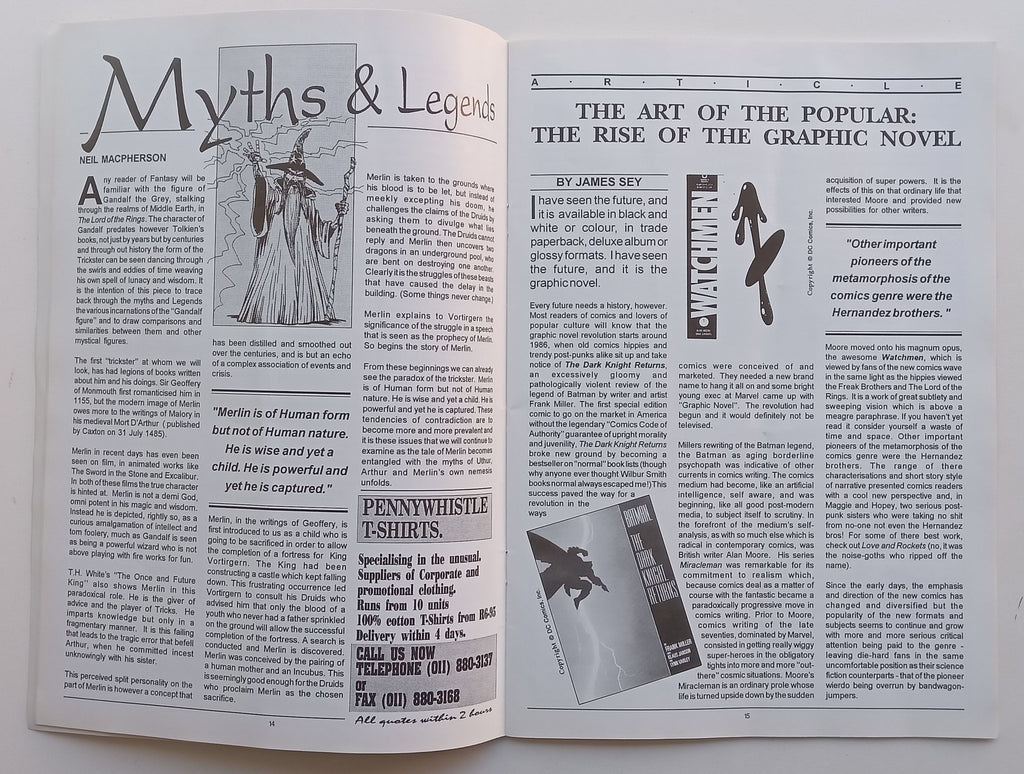 Myths & Legends
NEIL MACPHERSON
Any reader of Fantasy will be
familiar with the figure of
Gandalf the Grey, stalking
through the realms of Middle Earth, in
The Lord of the Rings. The character of
Gandalf predates however Tolkien's
books, not just by years but by centuries
and through out history the form of the
Trickster can be seen dancing through
the swirls and eddies of time weaving
his own spell of lunacy and wisdom. It
is the intention of this piece to trace
back through the myths and Legends
the various incarnations of the "Gandalf
figure" and to draw comparisons and
similarities between them and other
mystical figures.
The first "trickster" at whom we will
look, has had legions of books written
about him and his doings. Sir Geoffery
of Monmouth first romanticised him in
1155, but the modern image of Merlin
owes more to the writings of Malory in
his medieval Mort D'Arthur ( published
by Caxton on 31 July 1485).
Merlin in recent days has even been
seen on film, in animated works like
The Sword in the Stone and Excalibur.
In both of these films the true character
is hinted at. Merlin is not a demi God,
omni potent in his magic and wisdom.
Instead he is depicted, rightly so, as a
curious amalgamation of intellect and
tom foolery, much as Gandalf is seen
as being a powerful wizard who is not
above playing with fire works for fun.
T.H. White's "The Once and Future
King" also shows Merlin in this
paradoxical role. He is the giver of
advice and the player of Tricks. He
imparts knowledge but only in a
fragmentary manner. It is this failing
that leads to the tragic error that befell
Arthur, when he committed incest
unknowingly with his sister.
This perceived split personality on the
part of Merlin is however a concept that
has been distilled and smoothed out
over the centuries, and is but an echo
of a complex association of events and
crisis.
"Merlin is of Human form
but not of Human nature.
He is wise and yet a
child. He is powerful and
yet he is captured."
Merlin, in the writings of Geoffery, is
first introduced to us as a child who is
going to be sacrificed in order to allow
the completion of a fortress for King
Vortirgern. The King had been
constructing a castle which kept falling
down. This frustrating occurrence led
Vortirgern to consult his Druids who
advised him that only the blood of a
youth who never had a father sprinkled
on the ground will allow the successful
completion of the fortress. A search is
conducted and Merlin is discovered.
Merlin was conceived by the pairing of
a human mother and an Incubus. This
is seemingly good enough for the Druids
who proclaim Merlin as the chosen
sacrifice.
Merlin is taken to the grounds where
his blood is to be let, but instead of
meekly excepting his doom, he
challenges the claims of the Druids by
asking them to divulge what lies
beneath the ground. The Druids cannot
reply and Merlin then uncovers two
dragons in an underground pool, who
are bent on destroying one another.
Clearly it is the struggles of these beasts
that have caused the delay in the
building. (Some things never change)
Merlin explains to Vortirgern the
significance of the struggle in a speech
that is seen as the prophecy of Merlin.
So begins the story of Merlin.
From these beginnings we can already
see the paradox of the trickster. Merlin
is of Human form but not of Human
nature. He is wise and yet a child. He is
powerful and yet he is captured. These
tendencies of contradiction are to
become more and more prevalent and
it is these issues that we will continue to
examine as the tale of Merlin becomes
entangled with the myths of Uthur,
Arthur and Merlin's own nemesis
unfolds.
PENNYWHISTLE
T-SHIRTS.
Specialising in the unusual.
Suppliers of Corporate and
promotional clothing.
Runs from 10 units
100% cotton T-Shirts from R6-95
Delivery within 4 days.
CALL US NOW
TELEPHONE (011) 880-3137
or
FAX (011) 880-3168
All quotes within 2 hours
14
A · R · T · I · C · L · E
THE ART OF THE POPULAR:
THE RISE OF THE GRAPHIC NOVEL
BY JAMES SEY
I have seen the future, and
it is available in black and
white or colour, in trade
paperback, deluxe album or
glossy formats. I have seen
the future, and it is the
graphic novel.
Every future needs a history, however.
Most readers of comics and lovers of
popular culture will know that the
graphic novel revolution starts around
1986, when old comics hippies and
trendy post-punks alike sit up and take
notice of The Dark Knight Returns,
an excessively gloomy and
pathologically violent review of the
legend of Batman by writer and artist
Frank Miller. The first special edition
comic to go on the market in America
without the legendary "Comics Code of
Authority" guarantee of upright morality
and juvenility, The Dark Knight Returns
broke new ground by becoming a
bestseller on "normal" book lists (though
why anyone ever thought Wilbur Smith
books normal always escaped me!) This
success paved the way for a
revolution in the
ways
BATMAN
THE DARK KNIGHT RETURNS
FRANK MILLER
KLAUS JANSON
LYNN VARLEY
Copyright © DC Comics, Inc.
WATCHMEN
Copyright © DC Comics, Inc.
comics were conceived of and
marketed. They needed a new brand
name to hang it all on and some bright
young exec at Marvel came up with
"Graphic Novel". The revolution had
begun and it would definitely not be
televised.
Millers rewriting of the Batman legend,
the Batman as aging borderline
psychopath was indicative of other
currents in comics writing. The comics
medium had become, like an artificial
intelligence, self aware, and was
beginning, like all good post-modern
media, to subject itself to scrutiny. In
the forefront of the medium's self-
analysis, as with so much else which is
radical in contemporary comics, was
British writer Alan Moore. His series
Miracleman was remarkable for its
commitment to realism which,
because comics deal as a matter of
course with the fantastic became a
paradoxically progressive move in
comics writing. Prior to Moore,
comics writing of the late
seventies, dominated by Marvel,
consisted in getting really wiggy
super-heroes in the obligatory
tights into more and more "out-
there" cosmic situations. Moore's
Miracleman is an ordinary prole whose
life is turned upside down by the sudden
acquisition of super powers. It is the
effects of this on that ordinary life that
interested Moore and provided new
possibilities for other writers.
"Other important
pioneers of the
metamorphosis of the
comics genre were the
Hernandez brothers. "
Moore moved onto his magnum opus,
the awesome Watchmen, which is
viewed by fans of the new comics wave
in the same light as the hippies viewed
the Freak Brothers and The Lord of the
Rings. It is a work of great subtlety and
sweeping vision which is above a
meagre paraphrase. If you haven't yet
read it consider yourself a waste of
time and space. Other important
pioneers of the metamorphosis of the
comics genre were the Hernandez
brothers. The range of there
characterisations and short story style
of narrative presented comics readers
with a cool new perspective and, in
Maggie and Hopey, two serious post-
punk sisters who were taking no shit
from no-one not even the Hernandez
bros! For some of there best work,
check out Love and Rockets (no, it was
the noise-goths who ripped off the
name).
Since the early days, the emphasis
and direction of the new comics has
changed and diversified but the
popularity of the new formats and
subjects seems to continue and grow
with more and more serious critical
attention being paid to the genre -
leaving die-hard fans in the same
uncomfortable position as their science
fiction counterparts - that of the pioneer
wierdo being overrun by bandwagon-
jumpers.
15